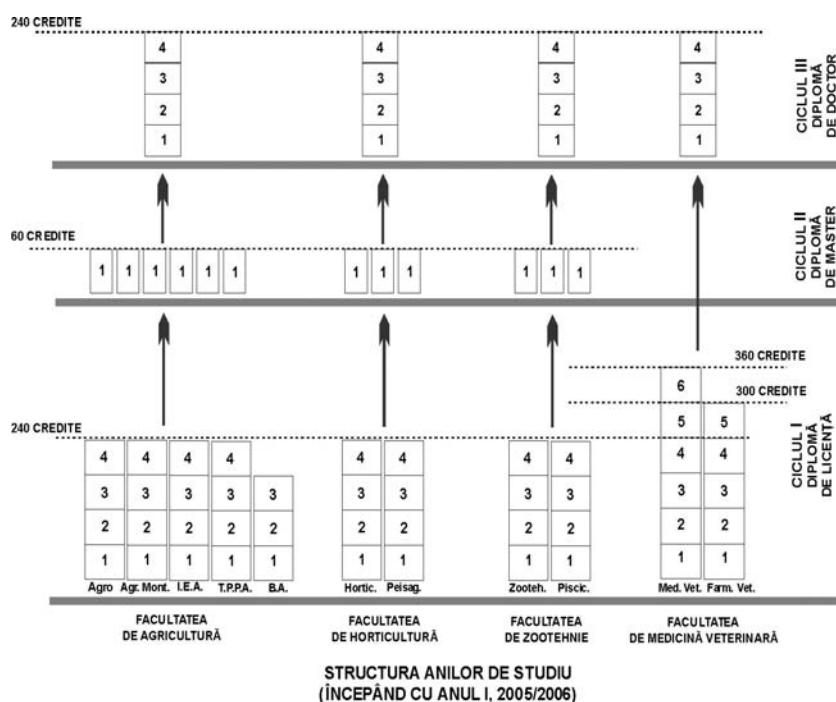 240 CREDITE
4 4 4 4
3 3 3 3
2 2 2 2
1 1 1 1
CICLUL III
DIPLOMĂ
DE DOCTOR
60 CREDITE
1 1 1 1 1 1 1 1 1 1 1 1
CICLUL II
DIPLOMĂ
DE MASTER
360 CREDITE
6
300 CREDITE
5 5
240 CREDITE
4 4 4 4 4 4 4 4 4 4
3 3 3 3 3 3 3 3 3 3 3
2 2 2 2 2 2 2 2 2 2 2
1 1 1 1 1 1 1 1 1 1 1
CICLUL I
DIPLOMĂ
DE LICENȚĂ
Agro Agr. Mont. I.E.A. T.P.P.A. B.A. Hortic. Peisag. Zooteh. Piscic. Med. Vet. Farm. Vet.
FACULTATEA
DE AGRICULTURĂ
FACULTATEA
DE HORTICULTURĂ
FACULTATEA
DE ZOOTEHNIE
FACULTATEA
DE MEDICINĂ VETERINARĂ
STRUCTURA ANILOR DE STUDIU
(ÎNCEPÂND CU ANUL I, 2005/2006)